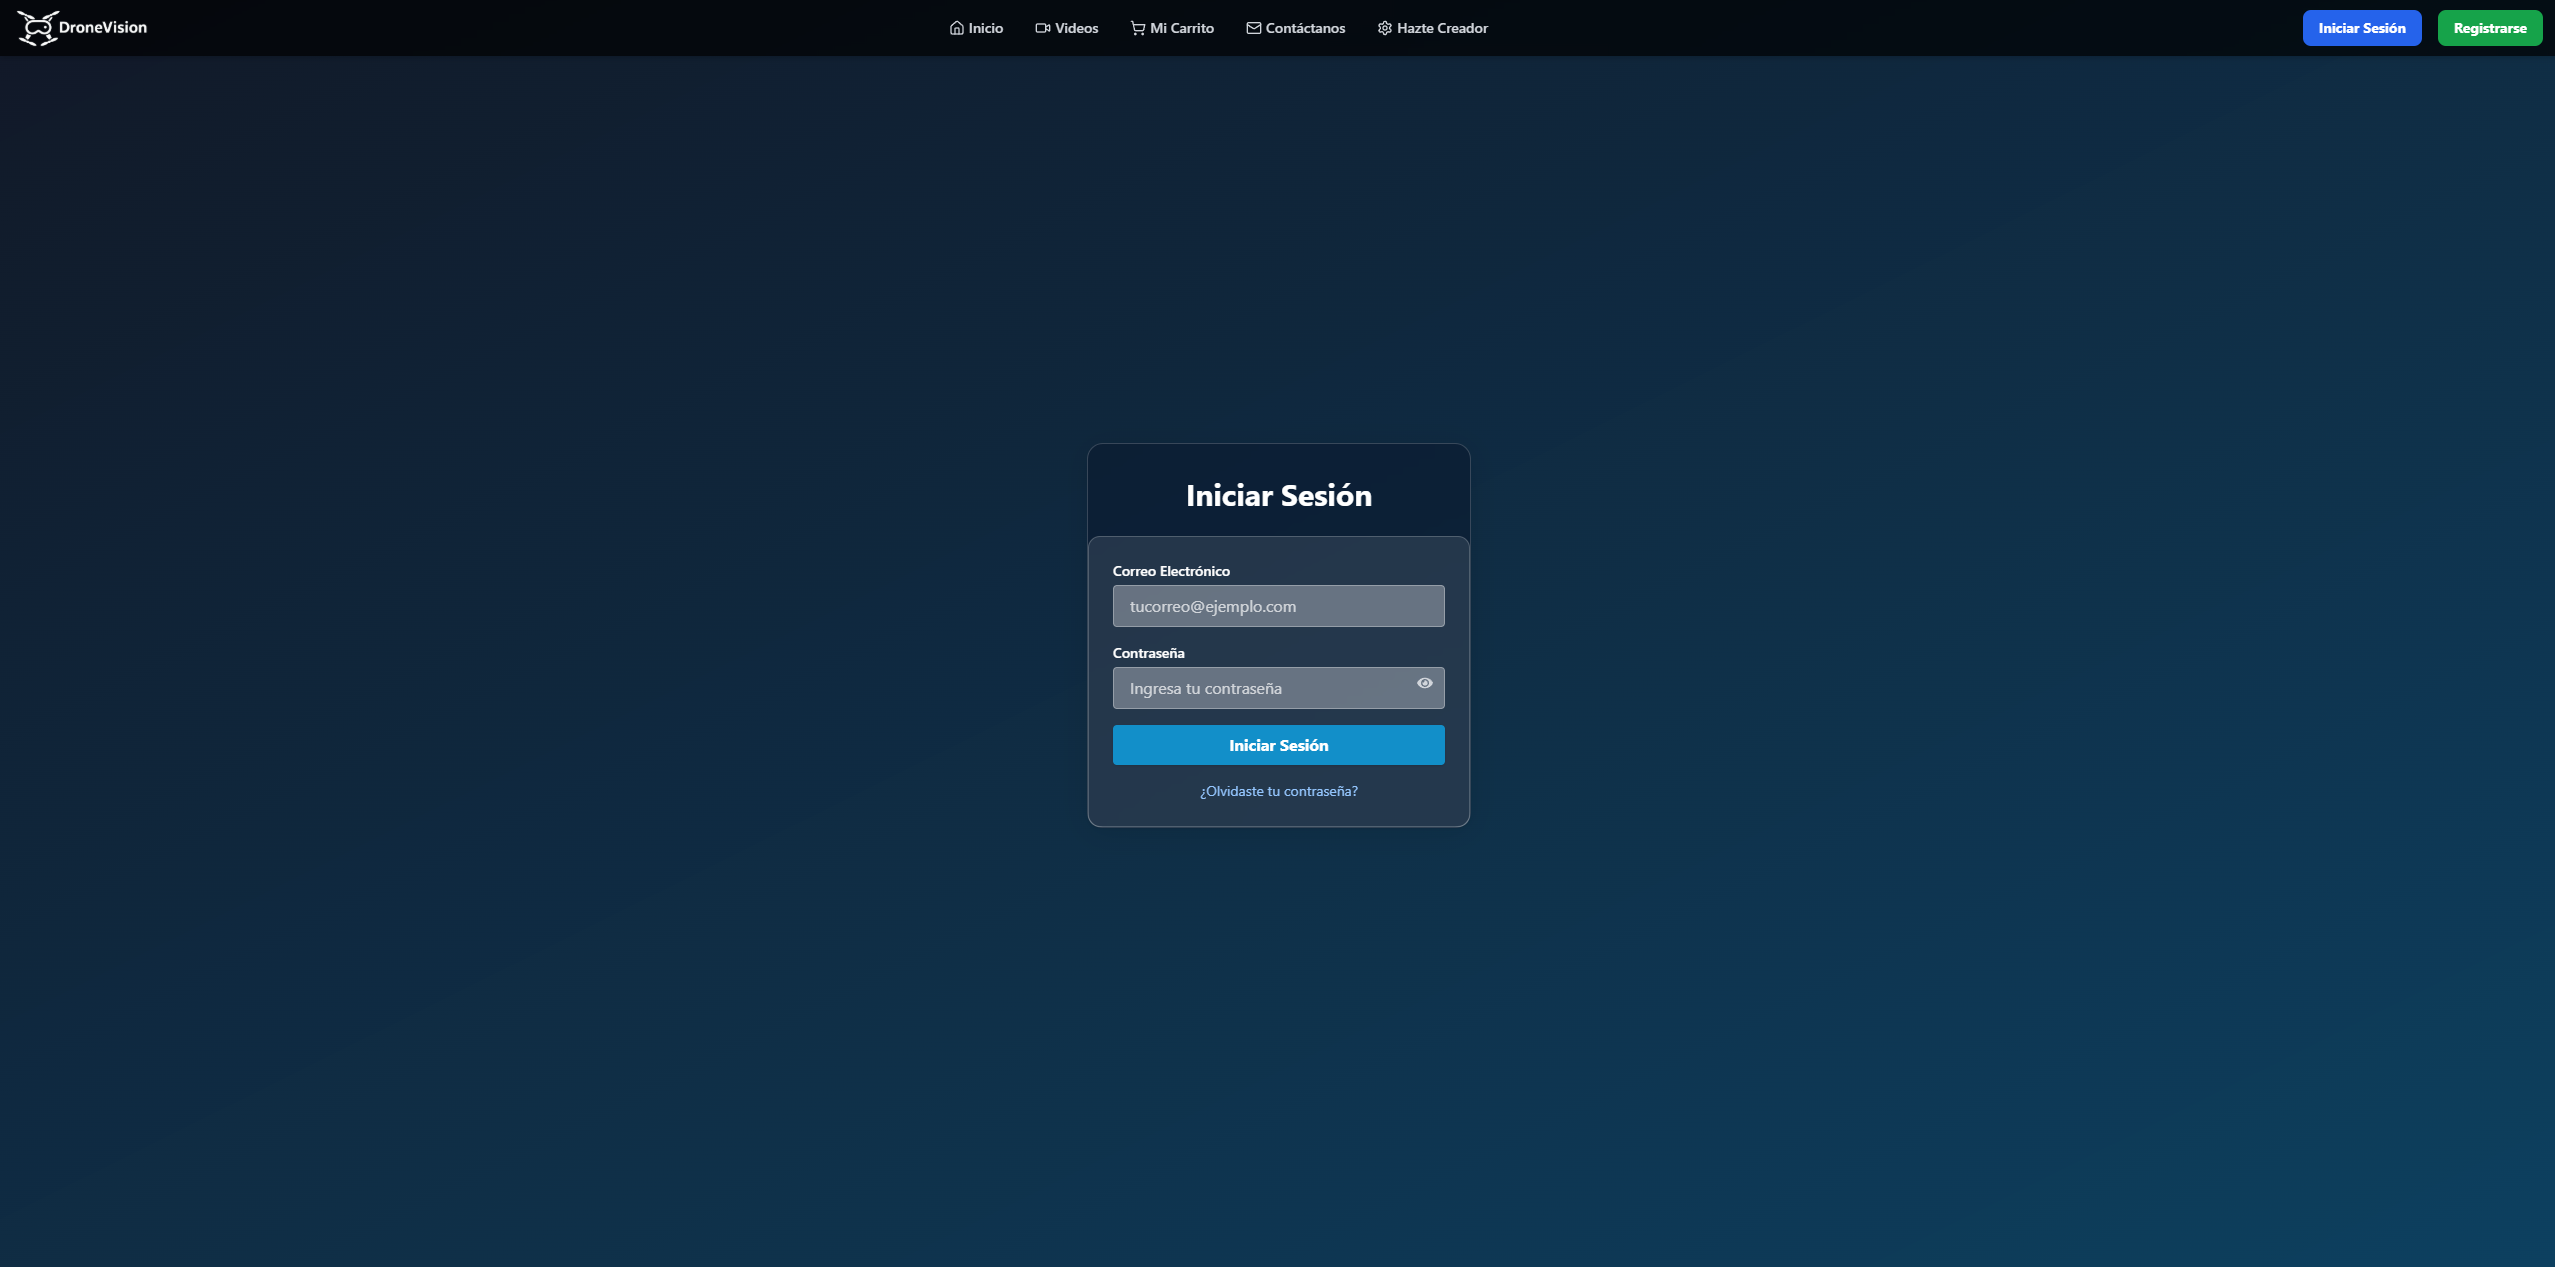 DroneVision
Inicio
Videos
Mi Carrito
Contáctanos
Hazte Creador
Iniciar Sesión
Registrarse
Iniciar Sesión
Correo Electrónico
tucorreo@ejemplo.com
Contraseña
Ingresa tu contraseña
Iniciar Sesión
¿Olvidaste tu contraseña?